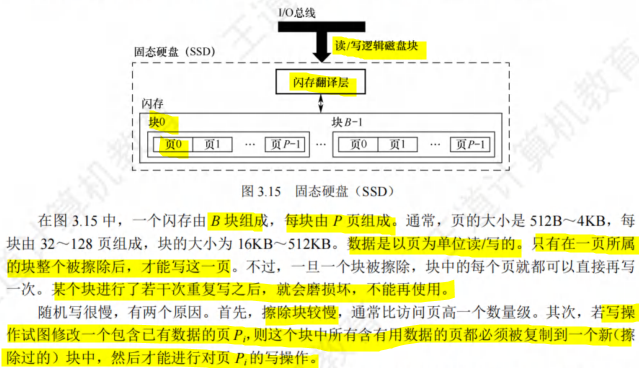 I/O总线
读/写逻辑磁盘块
固态硬盘（SSD）
闪存翻译层
闪存
块0 块B-1
页0 页1 … 页P-1 … 页0 页1 … 页P-1
图 3.15 固态硬盘（SSD）
在图 3.15 中，一个闪存由 B 块组成，每块由 P 页组成。通常，页的大小是 512B～4KB，每
块由 32～128 页组成，块的大小为 16KB～512KB。数据是以页为单位读/写的。只有在一页所属
的块整个被擦除后，才能写这一页。不过，一旦一个块被擦除，块中的每个页就都可以直接再写
一次。某个块进行了若干次重复写之后，就会磨损坏，不能再使用。
随机写很慢，有两个原因。首先，擦除块较慢，通常比访问页高一个数量级。其次，若写
操作试图修改一个包含已有数据的页 Pi，则这个块中所有含有用数据的页都必须被复制到一个新(擦
除过的）块中，然后才能进行对页 Pi 的写操作。
王道计算机教育